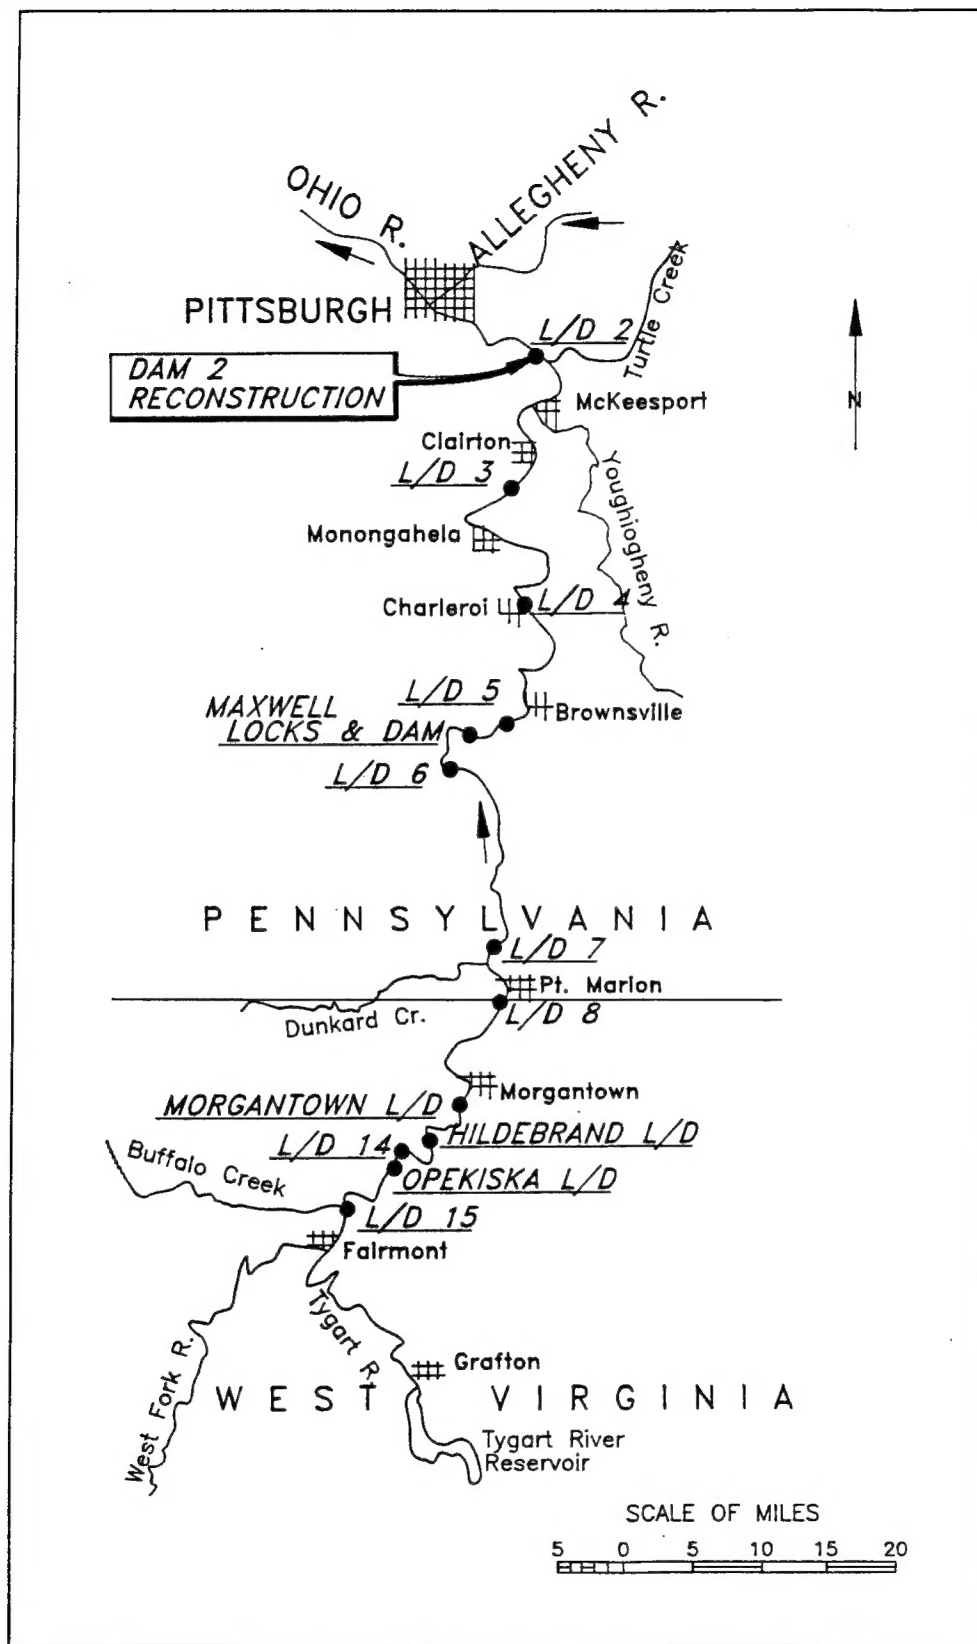 OHIO R.
ALLEGHENY R.
PITTSBURGH
L/D 2
Turtle Creek
DAM 2
RECONSTRUCTION
N
McKeesport
Clairton
L/D 3
Youghiogheny R.
Monongahela
Charleroi
L/D 4
L/D 5
MAXWELL
LOCKS & DAM
Brownsville
L/D 6
PENNSYLVANIA
L/D 7
Pt. Marion
Dunkard Cr.
L/D 8
Morgantown
MORGANTOWN L/D
HILDEBRAND L/D
L/D 14
Buffalo Creek
OPEKISKA L/D
L/D 15
Fairmont
Tygart R.
West Fork R.
Grafton
WEST VIRGINIA
Tygart River
Reservoir
SCALE OF MILES
5 0 5 10 15 20